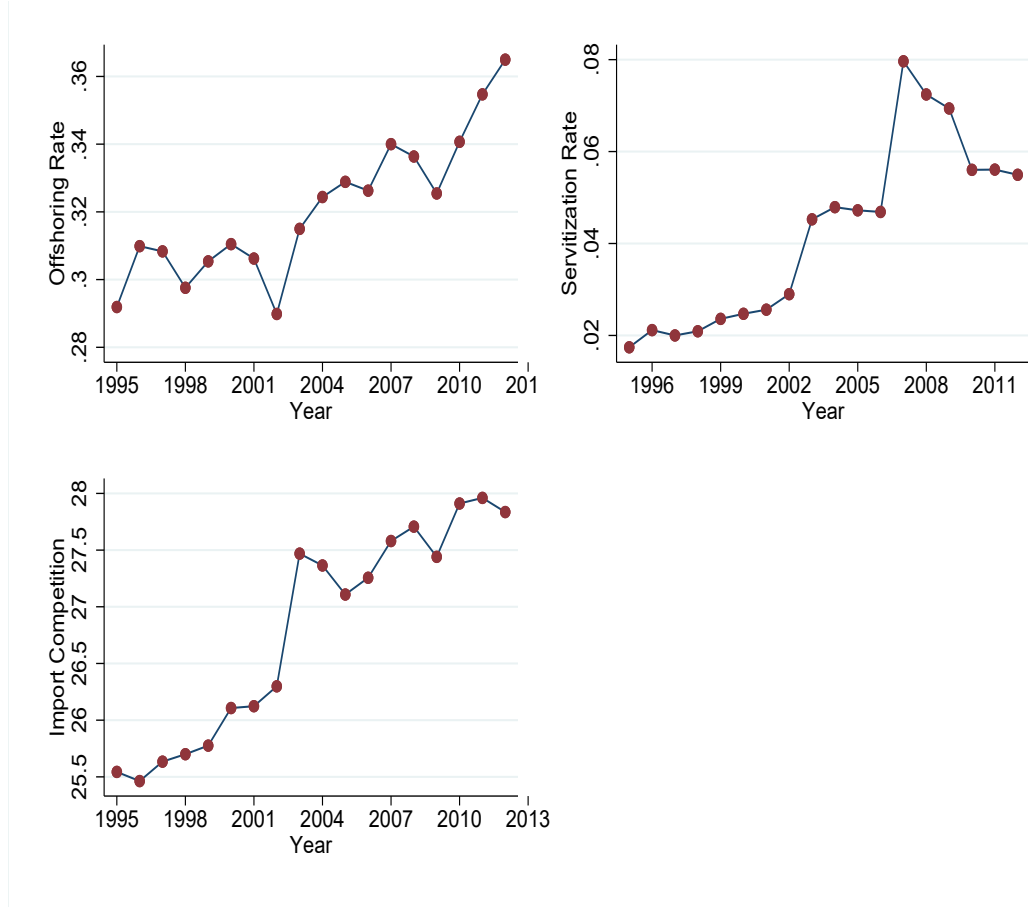 Offshoring Rate
.36
.34
.32
.3
.28
1995 1998 2001 2004 2007 2010 201
Year
Servitization Rate
.08
.06
.04
.02
1996 1999 2002 2005 2008 2011
Year
Import Competition
28
27.5
27
26.5
26
25.5
1995 1998 2001 2004 2007 2010 2013
Year